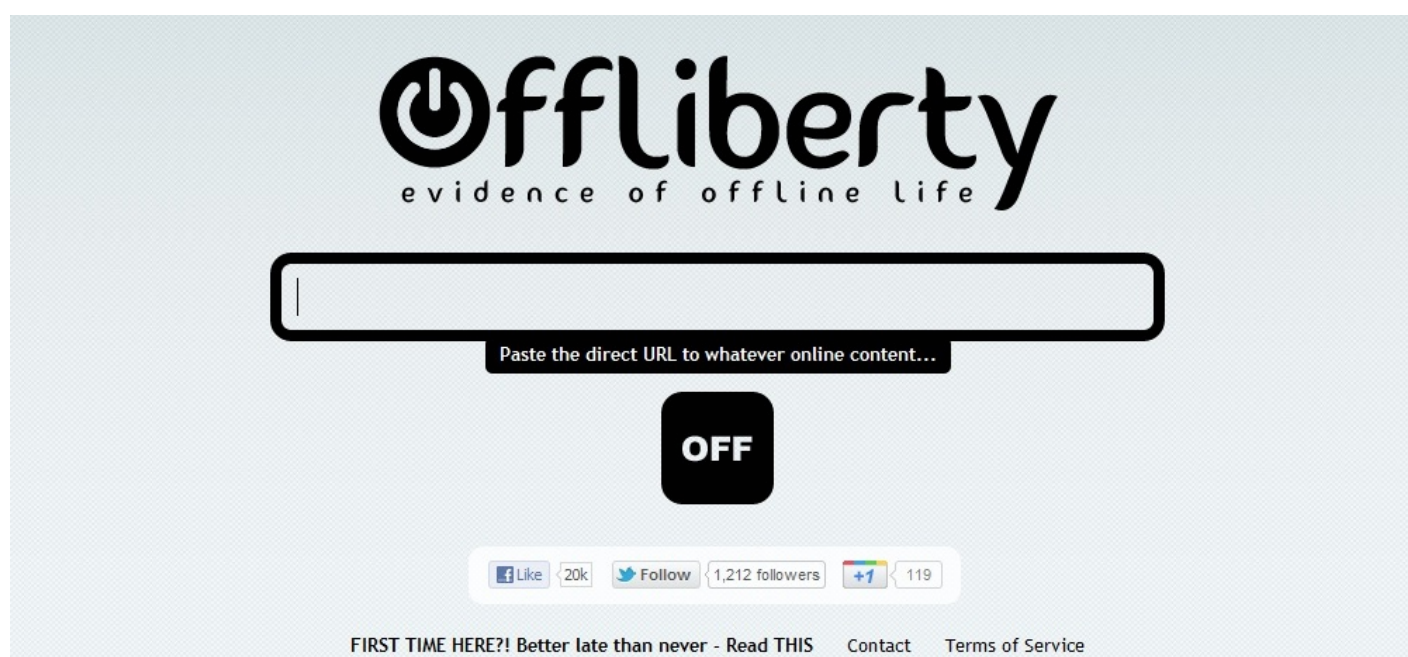 Offliberty
evidence of offline life
Paste the direct URL to whatever online content...
OFF
Like 20k Follow 1,212 followers +1 119
FIRST TIME HERE?! Better late than never - Read THIS Contact Terms of Service